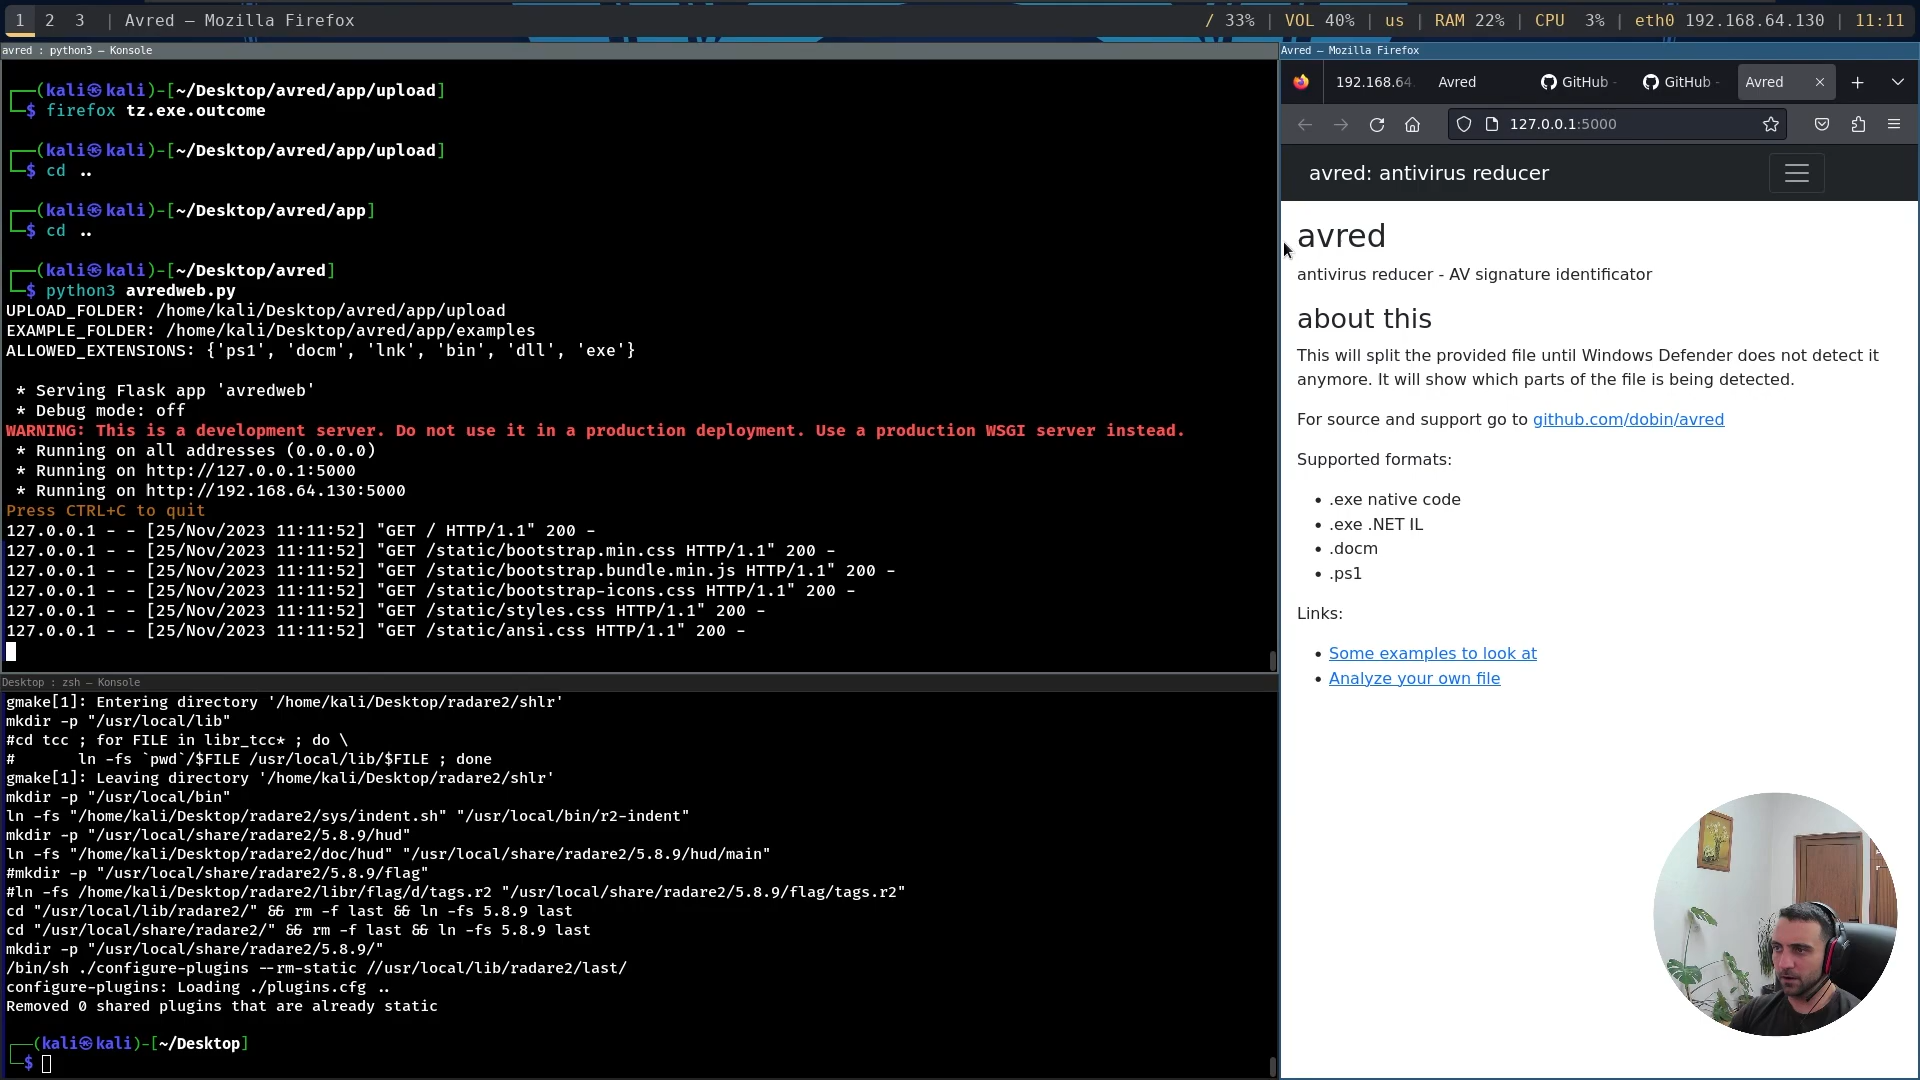 1 2 3 | Avred — Mozilla Firefox
/ 33% | VOL 40% | us | RAM 22% | CPU 3% | eth0 192.168.64.130 | 11:11
avred : python3 — Konsole
┌──(kali㉿kali)-[~/Desktop/avred/app/upload]
└─$ firefox tz.exe.outcome
┌──(kali㉿kali)-[~/Desktop/avred/app/upload]
└─$ cd ..
┌──(kali㉿kali)-[~/Desktop/avred/app]
└─$ cd ..
┌──(kali㉿kali)-[~/Desktop/avred]
└─$ python3 avredweb.py
UPLOAD_FOLDER: /home/kali/Desktop/avred/app/upload
EXAMPLE_FOLDER: /home/kali/Desktop/avred/app/examples
ALLOWED_EXTENSIONS: {'ps1', 'docm', 'lnk', 'bin', 'dll', 'exe'}
* Serving Flask app 'avredweb'
* Debug mode: off
WARNING: This is a development server. Do not use it in a production deployment. Use a production WSGI server instead.
* Running on all addresses (0.0.0.0)
* Running on http://127.0.0.1:5000
* Running on http://192.168.64.130:5000
Press CTRL+C to quit
127.0.0.1 - - [25/Nov/2023 11:11:52] "GET / HTTP/1.1" 200 -
127.0.0.1 - - [25/Nov/2023 11:11:52] "GET /static/bootstrap.min.css HTTP/1.1" 200 -
127.0.0.1 - - [25/Nov/2023 11:11:52] "GET /static/bootstrap.bundle.min.js HTTP/1.1" 200 -
127.0.0.1 - - [25/Nov/2023 11:11:52] "GET /static/bootstrap-icons.css HTTP/1.1" 200 -
127.0.0.1 - - [25/Nov/2023 11:11:52] "GET /static/styles.css HTTP/1.1" 200 -
127.0.0.1 - - [25/Nov/2023 11:11:52] "GET /static/ansi.css HTTP/1.1" 200 -
Desktop : zsh — Konsole
gmake[1]: Entering directory '/home/kali/Desktop/radare2/shlr'
mkdir -p "/usr/local/lib"
#cd tcc ; for FILE in libr_tcc* ; do \
#       ln -fs `pwd`/$FILE /usr/local/lib/$FILE ; done
gmake[1]: Leaving directory '/home/kali/Desktop/radare2/shlr'
mkdir -p "/usr/local/bin"
ln -fs "/home/kali/Desktop/radare2/sys/indent.sh" "/usr/local/bin/r2-indent"
mkdir -p "/usr/local/share/radare2/5.8.9/hud"
ln -fs "/home/kali/Desktop/radare2/doc/hud" "/usr/local/share/radare2/5.8.9/hud/main"
#mkdir -p "/usr/local/share/radare2/5.8.9/flag"
#ln -fs /home/kali/Desktop/radare2/libr/flag/d/tags.r2 "/usr/local/share/radare2/5.8.9/flag/tags.r2"
cd "/usr/local/lib/radare2/" && rm -f last && ln -fs 5.8.9 last
cd "/usr/local/share/radare2/" && rm -f last && ln -fs 5.8.9 last
mkdir -p "/usr/local/share/radare2/5.8.9/"
/bin/sh ./configure-plugins --rm-static //usr/local/lib/radare2/last/
configure-plugins: Loading ./plugins.cfg ..
Removed 0 shared plugins that are already static
┌──(kali㉿kali)-[~/Desktop]
└─$
Avred — Mozilla Firefox
192.168.64. Avred GitHub - GitHub - Avred
127.0.0.1:5000
avred: antivirus reducer
avred
antivirus reducer - AV signature identificator
about this
This will split the provided file until Windows Defender does not detect it
anymore. It will show which parts of the file is being detected.
For source and support go to github.com/dobin/avred
Supported formats:
• .exe native code
• .exe .NET IL
• .docm
• .ps1
Links:
• Some examples to look at
• Analyze your own file